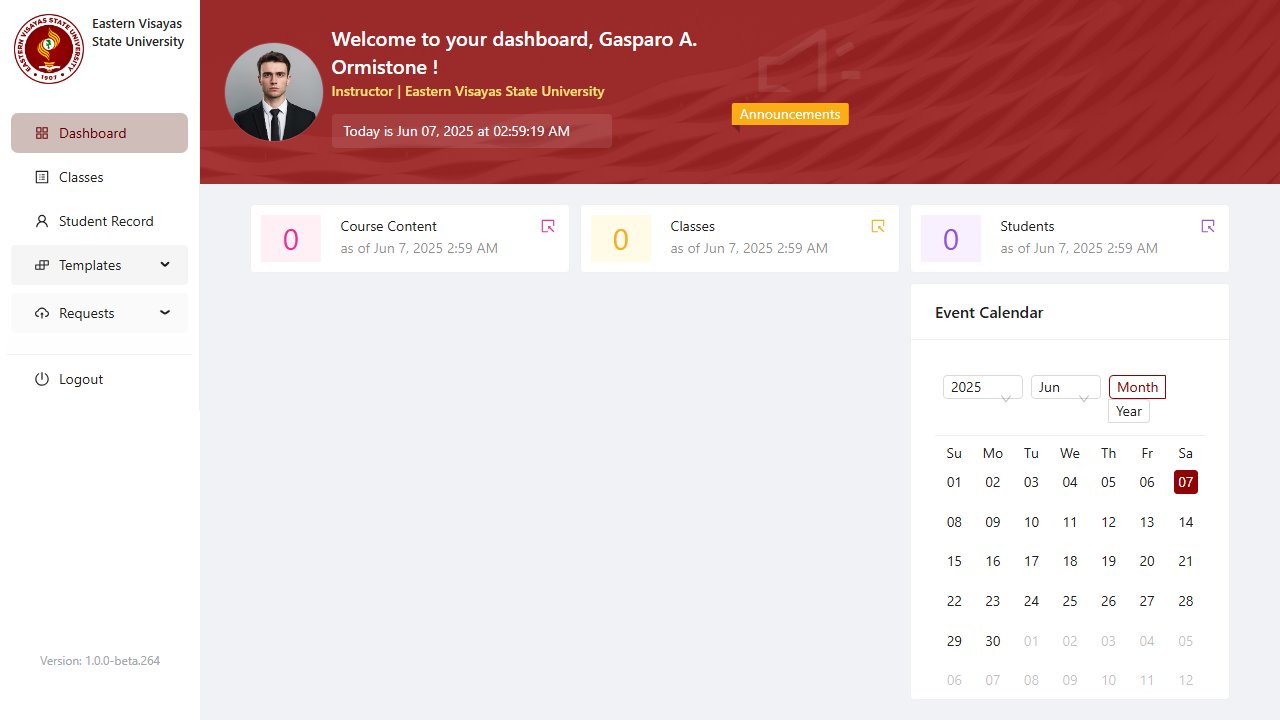 EASTERN VISAYAS STATE UNIVERSITY
1907
Eastern Visayas
State University
Dashboard
Classes
Student Record
Templates
Requests
Logout
Version: 1.0.0-beta.264
Welcome to your dashboard, Gasparo A.
Ormistone !
Instructor | Eastern Visayas State University
Today is Jun 07, 2025 at 02:59:19 AM
Announcements
0
Course Content
as of Jun 7, 2025 2:59 AM
0
Classes
as of Jun 7, 2025 2:59 AM
0
Students
as of Jun 7, 2025 2:59 AM
Event Calendar
2025 Jun Month
Year
Su Mo Tu We Th Fr Sa
01 02 03 04 05 06 07
08 09 10 11 12 13 14
15 16 17 18 19 20 21
22 23 24 25 26 27 28
29 30 01 02 03 04 05
06 07 08 09 10 11 12